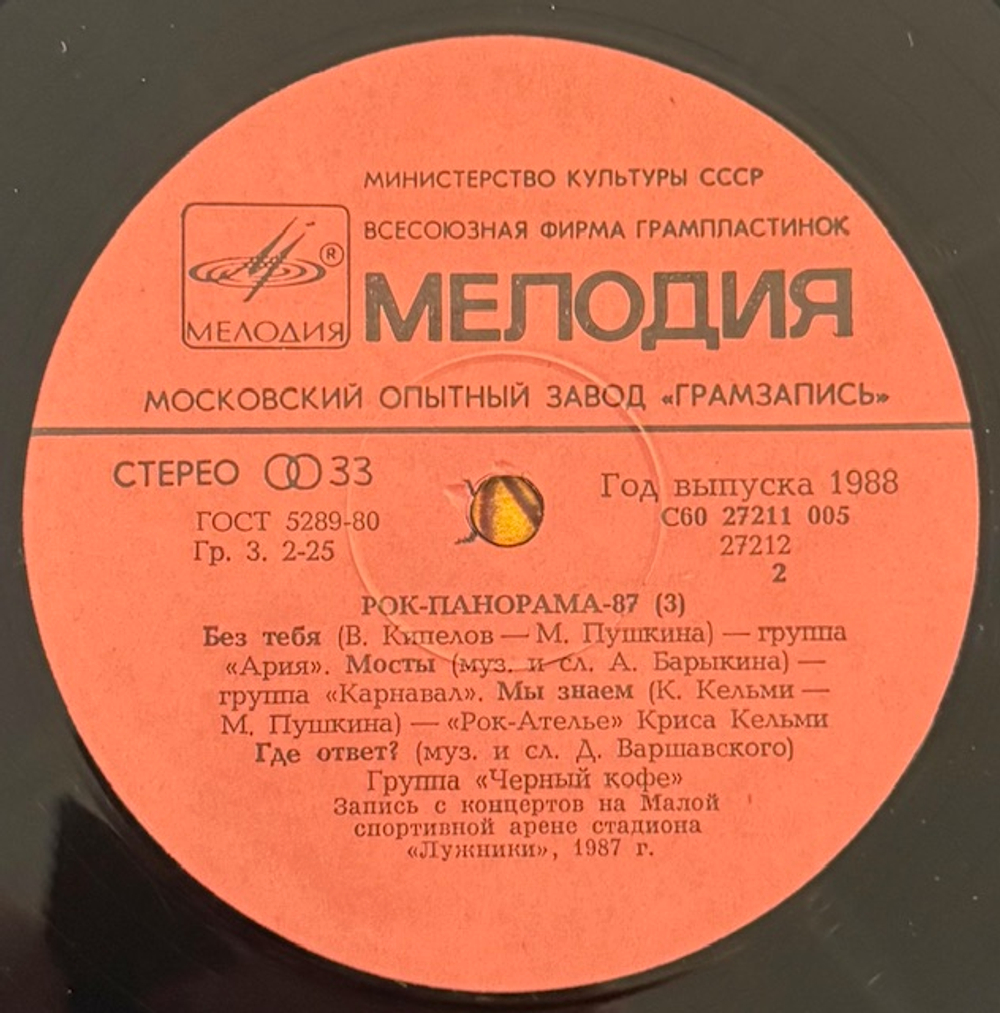 МИНИСТЕРСТВО КУЛЬТУРЫ СССР
ВСЕСОЮЗНАЯ ФИРМА ГРАМПЛАСТИНОК
®
МЕЛОДИЯ
МЕЛОДИЯ
МОСКОВСКИЙ ОПЫТНЫЙ ЗАВОД «ГРАМЗАПИСЬ»
СТЕРЕО 33
Год выпуска 1988
ГОСТ 5289-80
С60 27211 005
Гр. 3. 2-25
27212
2
РОК-ПАНОРАМА-87 (3)
Без тебя (В. Кипелов — М. Пушкина) — группа
«Ария». Мосты (муз. и сл. А. Барыкина) —
группа «Карнавал». Мы знаем (К. Кельми —
М. Пушкина) — «Рок-Ателье» Криса Кельми
Где ответ? (муз. и сл. Д. Варшавского)
Группа «Черный кофе»
Запись с концертов на Малой
спортивной арене стадиона
«Лужники», 1987 г.